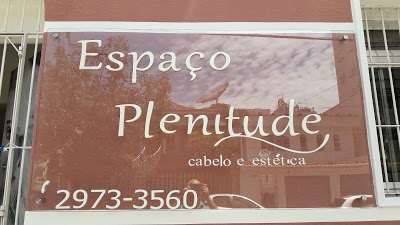 Espaço
Plenitude
cabelo e estética
2973-3560